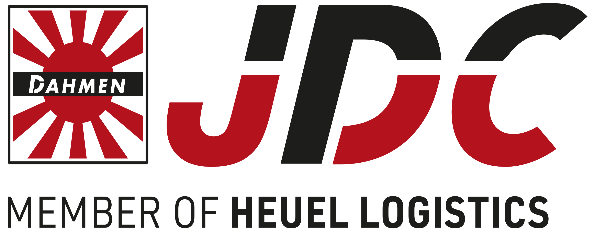 DAHMEN
JDC
MEMBER OF HEUEL LOGISTICS